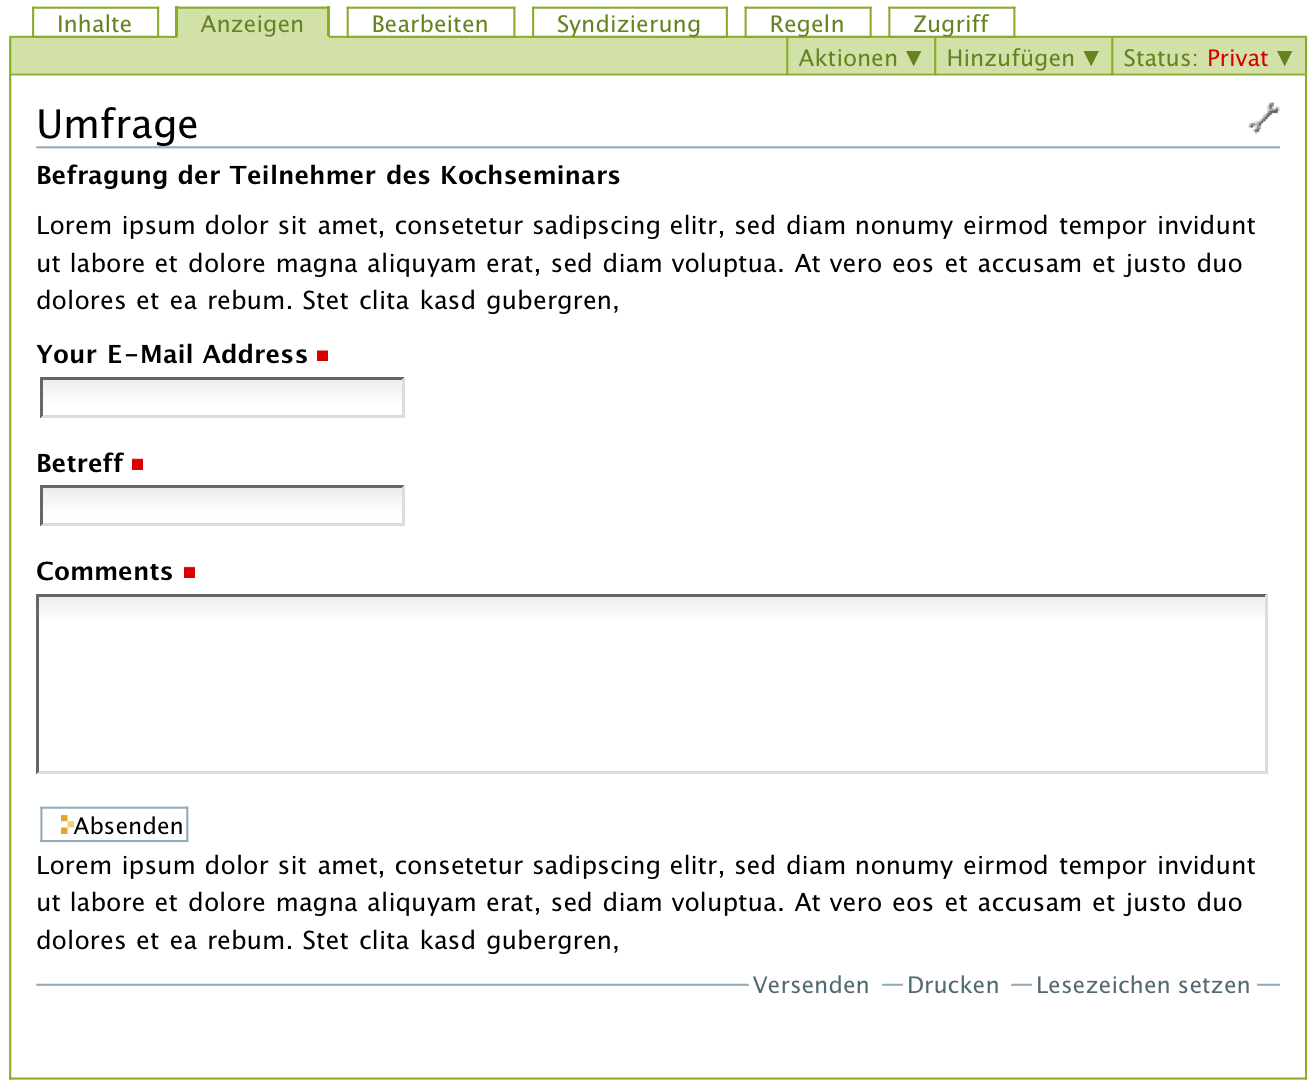 Inhalte Anzeigen Bearbeiten Syndizierung Regeln Zugriff
Aktionen ▼ Hinzufügen ▼ Status: Privat ▼
Umfrage
Befragung der Teilnehmer des Kochseminars
Lorem ipsum dolor sit amet, consetetur sadipscing elitr, sed diam nonumy eirmod tempor invidunt
ut labore et dolore magna aliquyam erat, sed diam voluptua. At vero eos et accusam et justo duo
dolores et ea rebum. Stet clita kasd gubergren,
Your E-Mail Address
Betreff
Comments
Absenden
Lorem ipsum dolor sit amet, consetetur sadipscing elitr, sed diam nonumy eirmod tempor invidunt
ut labore et dolore magna aliquyam erat, sed diam voluptua. At vero eos et accusam et justo duo
dolores et ea rebum. Stet clita kasd gubergren,
Versenden — Drucken — Lesezeichen setzen —